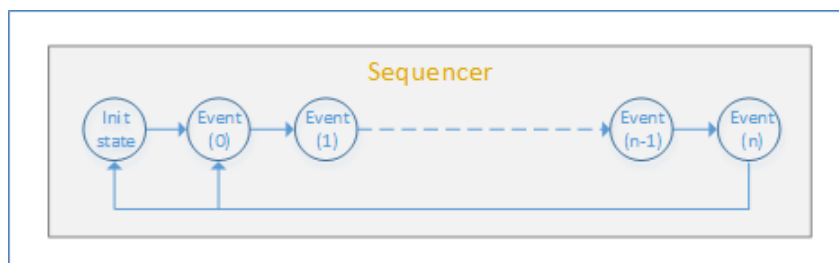 Sequencer
Init
state
Event
(0)
Event
(1)
Event
(n-1)
Event
(n)